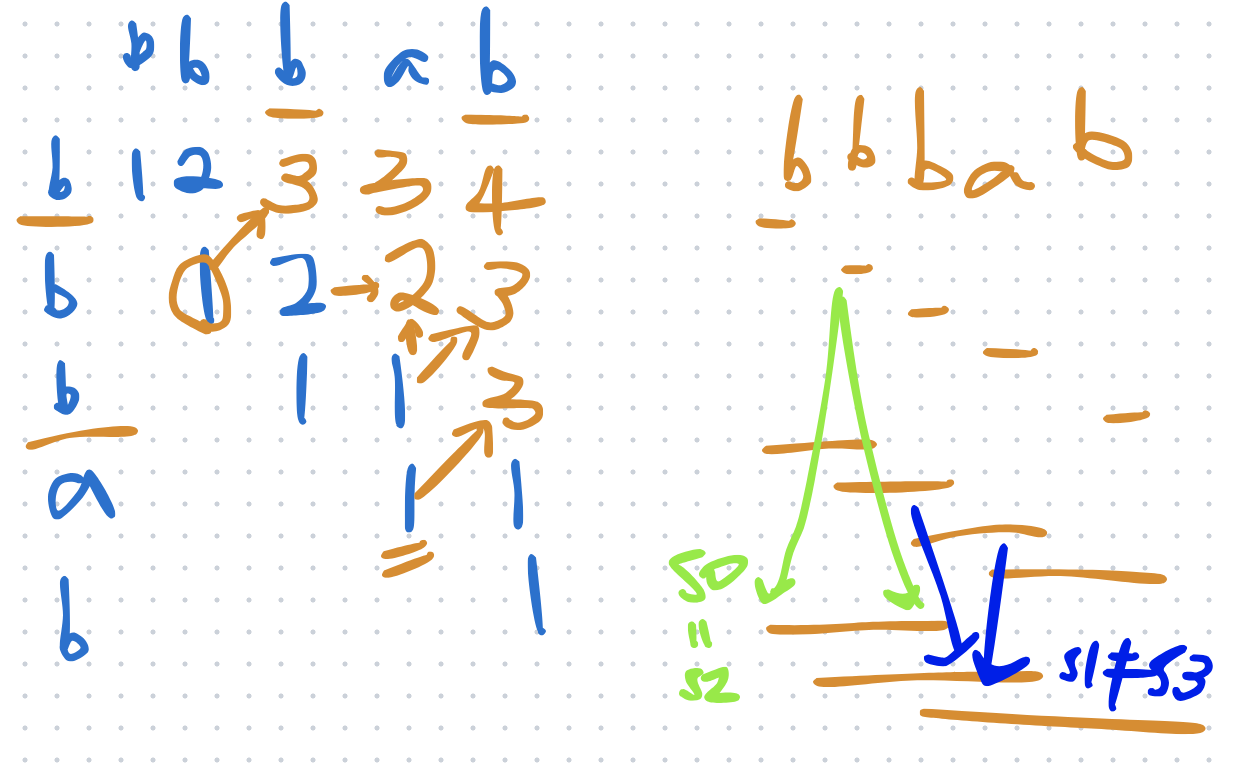 b b b a b
b 1 2 3 3 4
b 1 2 2 3
b 1 1 3
a 1 1
b 1
b b b a b
s0
=
s2
s1≠s3